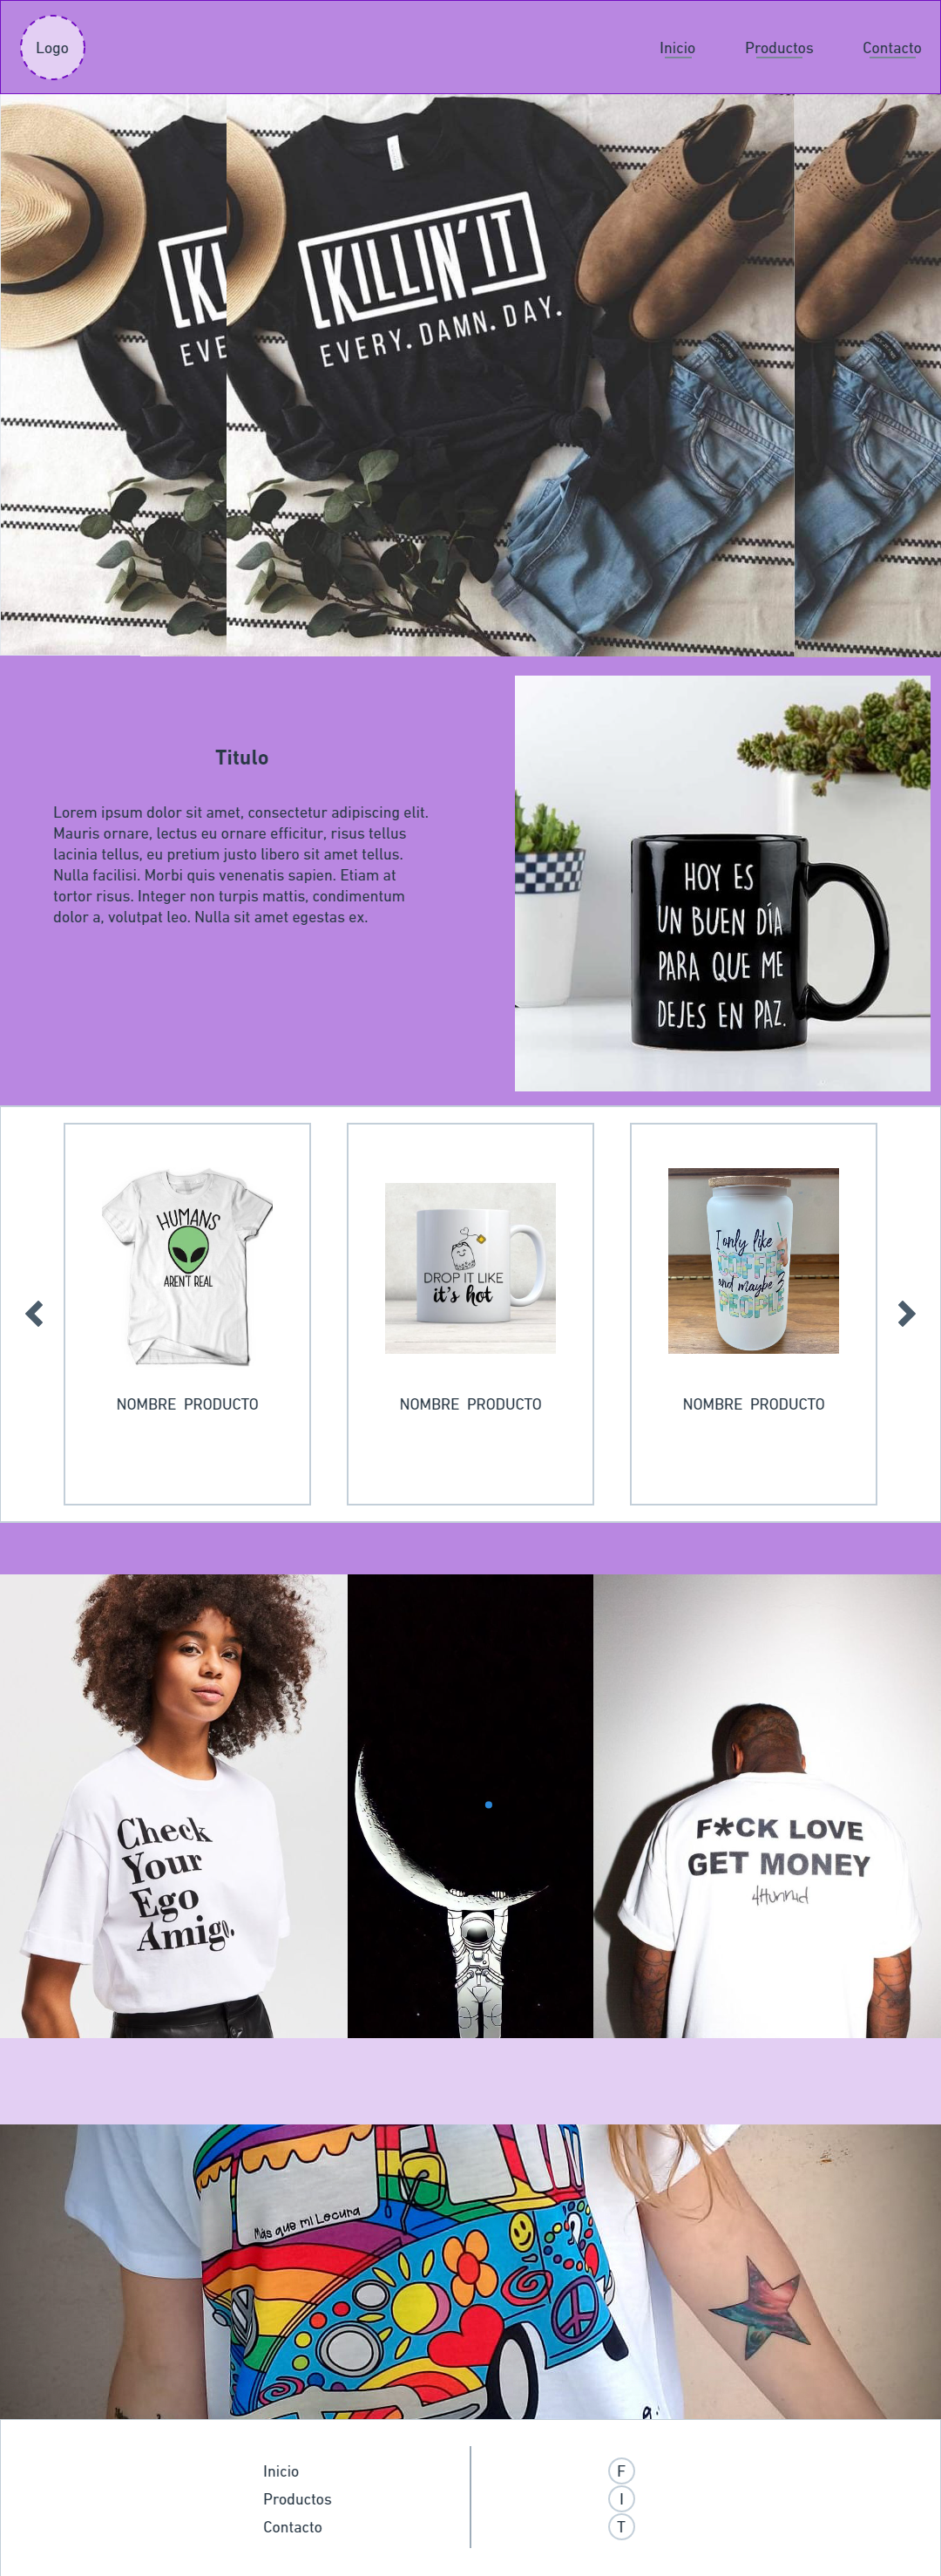 Logo
Inicio
Productos
Contacto
KL
EVE
KILLIN'IT
EVERY. DAMN. DAY.
Titulo
Lorem ipsum dolor sit amet, consectetur adipiscing elit.
Mauris ornare, lectus eu ornare efficitur, risus tellus
lacinia tellus, eu pretium justo libero sit amet tellus.
Nulla facilisi. Morbi quis venenatis sapien. Etiam at
tortor risus. Integer non turpis mattis, condimentum
dolor a, volutpat leo. Nulla sit amet egestas ex.
HOY ES
UN BUEN DÍA
PARA QUE ME
DEJES EN PAZ.
HUMANS
AREN'T REAL
DROP IT LIKE
it's hot
I only like
COFFEE
and maybe 3
PEOPLE
NOMBRE PRODUCTO
NOMBRE PRODUCTO
NOMBRE PRODUCTO
Check
Your
Ego
Amigo.
F*CK LOVE
GET MONEY
4Hunnid
Más que mi Locura
Inicio
Productos
Contacto
F
I
T